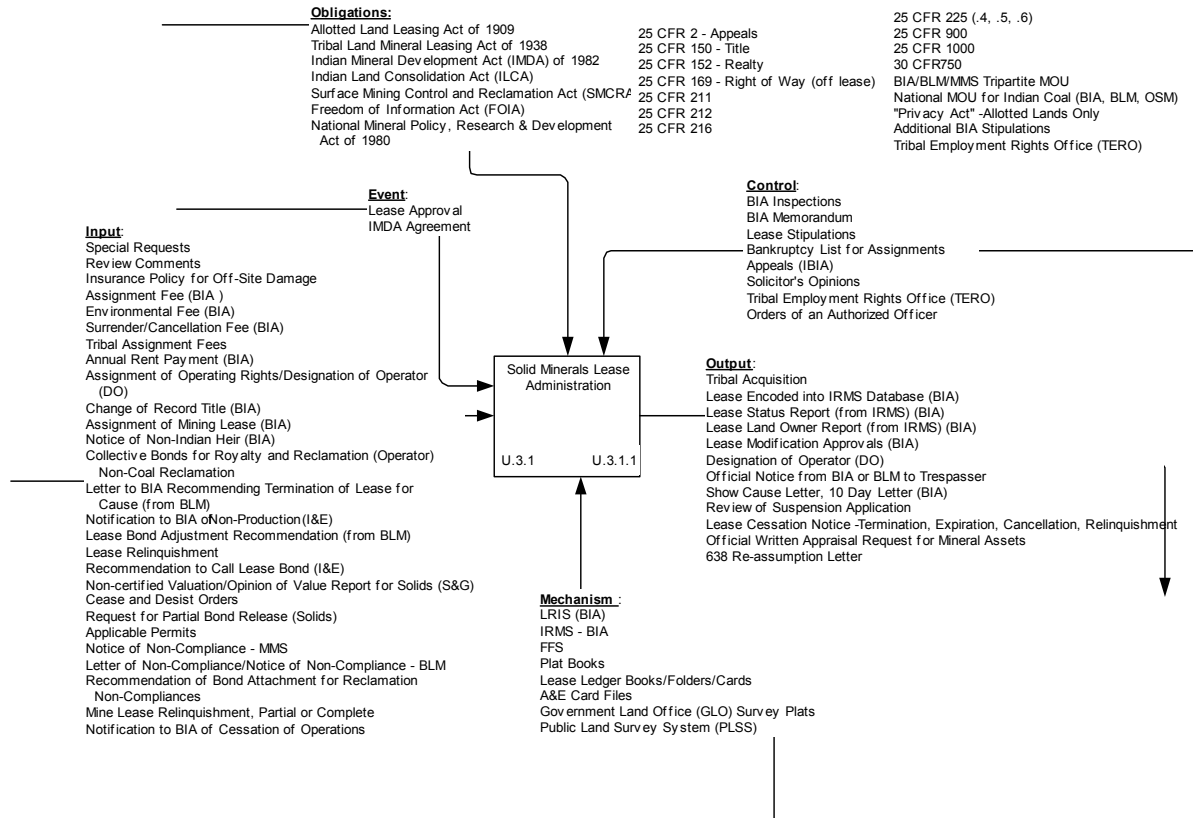 Obligations:
Allotted Land Leasing Act of 1909
Tribal Land Mineral Leasing Act of 1938
Indian Mineral Development Act (IMDA) of 1982
Indian Land Consolidation Act (ILCA)
Surface Mining Control and Reclamation Act (SMCRA
Freedom of Information Act (FOIA)
National Mineral Policy, Research & Development
Act of 1980
25 CFR 2 - Appeals
25 CFR 150 - Title
25 CFR 152 - Realty
25 CFR 169 - Right of Way (off lease)
25 CFR 211
25 CFR 212
25 CFR 216
25 CFR 225 (.4, .5, .6)
25 CFR 900
25 CFR 1000
30 CFR750
BIA/BLM/MMS Tripartite MOU
National MOU for Indian Coal (BIA, BLM, OSM)
"Privacy Act" -Allotted Lands Only
Additional BIA Stipulations
Tribal Employment Rights Office (TERO)
Event:
Lease Approval
IMDA Agreement
Control:
BIA Inspections
BIA Memorandum
Lease Stipulations
Bankruptcy List for Assignments
Appeals (IBIA)
Solicitor's Opinions
Tribal Employment Rights Office (TERO)
Orders of an Authorized Officer
Input:
Special Requests
Review Comments
Insurance Policy for Off-Site Damage
Assignment Fee (BIA )
Environmental Fee (BIA)
Surrender/Cancellation Fee (BIA)
Tribal Assignment Fees
Annual Rent Payment (BIA)
Assignment of Operating Rights/Designation of Operator
(DO)
Change of Record Title (BIA)
Assignment of Mining Lease (BIA)
Notice of Non-Indian Heir (BIA)
Collective Bonds for Royalty and Reclamation (Operator)
Non-Coal Reclamation
Letter to BIA Recommending Termination of Lease for
Cause (from BLM)
Notification to BIA of Non-Production (I&E)
Lease Bond Adjustment Recommendation (from BLM)
Lease Relinquishment
Recommendation to Call Lease Bond (I&E)
Non-certified Valuation/Opinion of Value Report for Solids (S&G)
Cease and Desist Orders
Request for Partial Bond Release (Solids)
Applicable Permits
Notice of Non-Compliance - MMS
Letter of Non-Compliance/Notice of Non-Compliance - BLM
Recommendation of Bond Attachment for Reclamation
Non-Compliances
Mine Lease Relinquishment, Partial or Complete
Notification to BIA of Cessation of Operations
Solid Minerals Lease
Administration
U.3.1 U.3.1.1
Output:
Tribal Acquisition
Lease Encoded into IRMS Database (BIA)
Lease Status Report (from IRMS) (BIA)
Lease Land Owner Report (from IRMS) (BIA)
Lease Modification Approvals (BIA)
Designation of Operator (DO)
Official Notice from BIA or BLM to Trespasser
Show Cause Letter, 10 Day Letter (BIA)
Review of Suspension Application
Lease Cessation Notice -Termination, Expiration, Cancellation, Relinquishment
Official Written Appraisal Request for Mineral Assets
638 Re-assumption Letter
Mechanism :
LRIS (BIA)
IRMS - BIA
FFS
Plat Books
Lease Ledger Books/Folders/Cards
A&E Card Files
Government Land Office (GLO) Survey Plats
Public Land Survey System (PLSS)